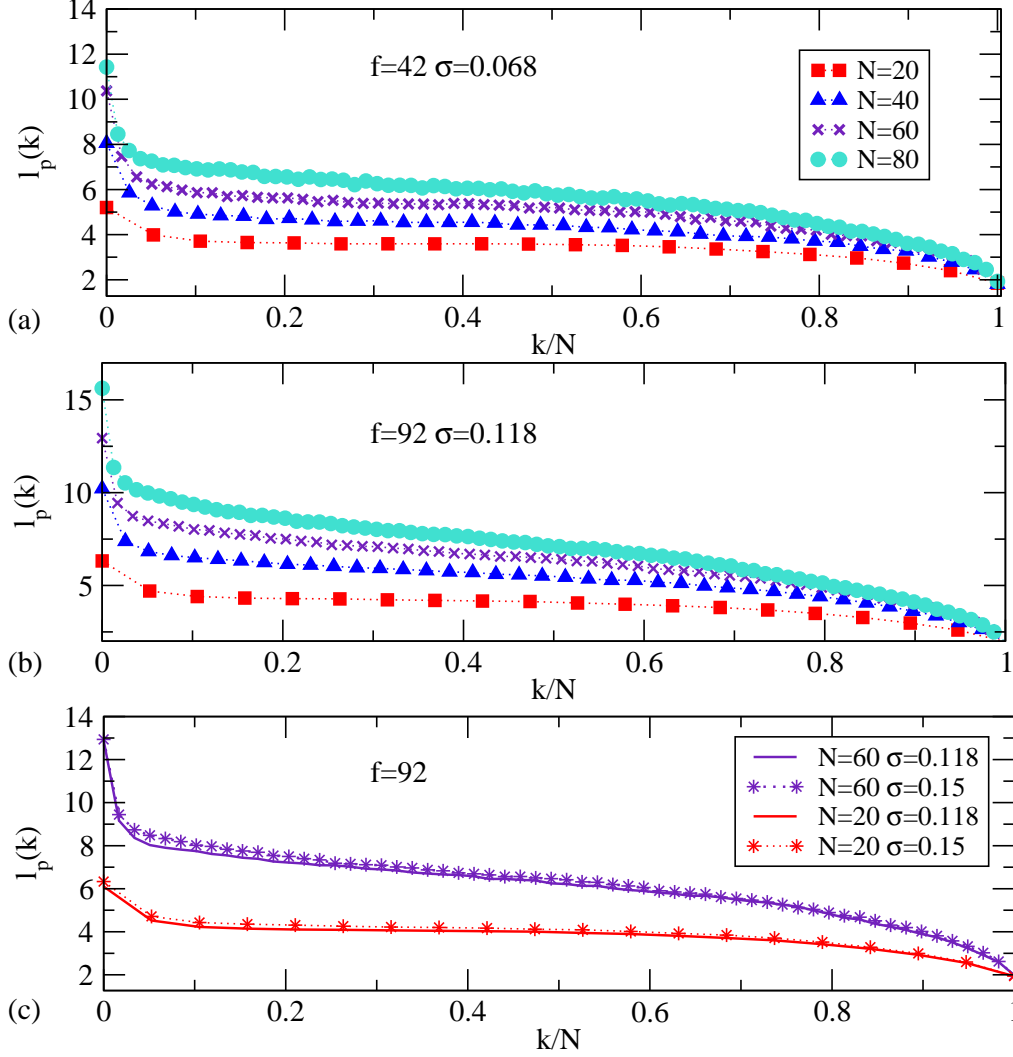 14
12
10
8
6
4
2
l_p(k)
f=42 σ=0.068
N=20
N=40
N=60
N=80
0 0.2 0.4 0.6 0.8 1
k/N
(a)
15
10
5
l_p(k)
f=92 σ=0.118
0 0.2 0.4 0.6 0.8 1
k/N
(b)
14
12
10
8
6
4
2
l_p(k)
f=92
N=60 σ=0.118
N=60 σ=0.15
N=20 σ=0.118
N=20 σ=0.15
0 0.2 0.4 0.6 0.8 1
k/N
(c)